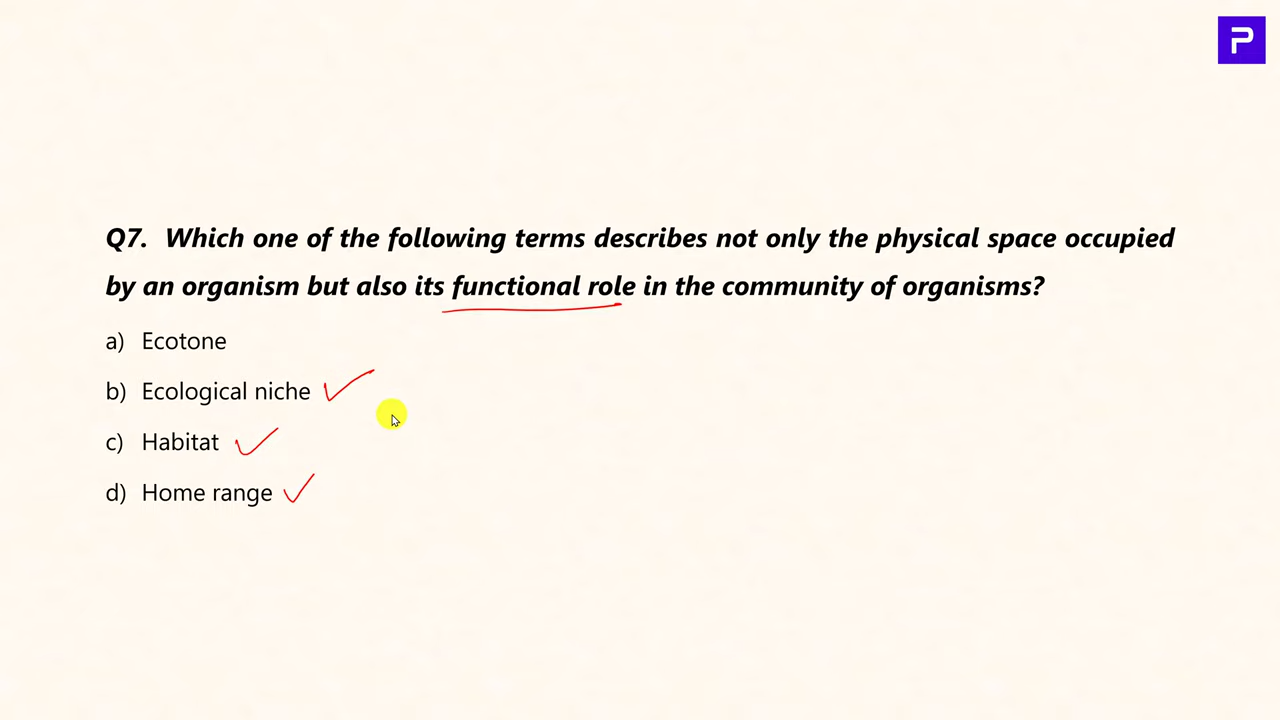 P
Q7. Which one of the following terms describes not only the physical space occupied
by an organism but also its functional role in the community of organisms?
a) Ecotone
b) Ecological niche
c) Habitat
d) Home range